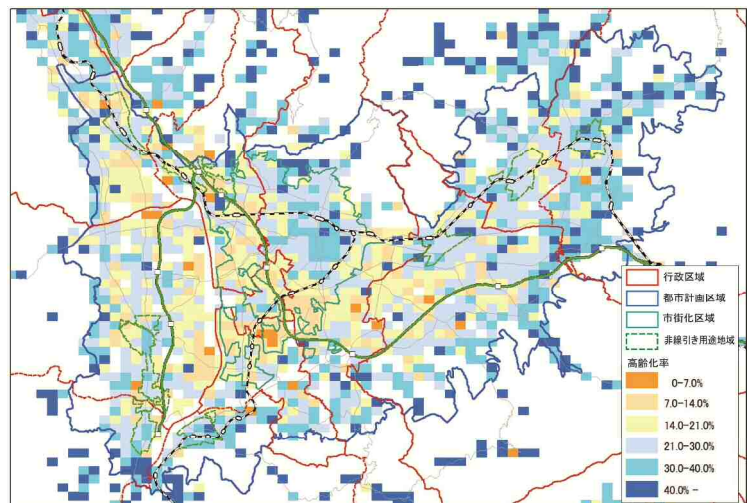 行政区域
都市計画区域
市街化区域
非線引き用途地域
高齢化率
0-7.0%
7.0-14.0%
14.0-21.0%
21.0-30.0%
30.0-40.0%
40.0% -